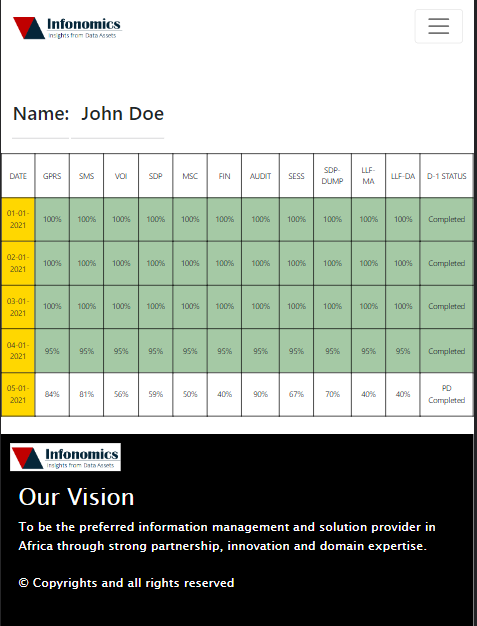 Infonomics
Insights from Data Assets
Name: John Doe
DATE GPRS SMS VOI SDP MSC FIN AUDIT SESS SDP-DUMP LLF-MA LLF-DA D-1 STATUS
01-01-2021 100% 100% 100% 100% 100% 100% 100% 100% 100% 100% 100% Completed
02-01-2021 100% 100% 100% 100% 100% 100% 100% 100% 100% 100% 100% Completed
03-01-2021 100% 100% 100% 100% 100% 100% 100% 100% 100% 100% 100% Completed
04-01-2021 95% 95% 95% 95% 95% 95% 95% 95% 95% 95% 95% Completed
05-01-2021 84% 81% 56% 59% 50% 40% 90% 67% 70% 40% 40% PD Completed
Infonomics
Insights from Data Assets
Our Vision
To be the preferred information management and solution provider in
Africa through strong partnership, innovation and domain expertise.
© Copyrights and all rights reserved